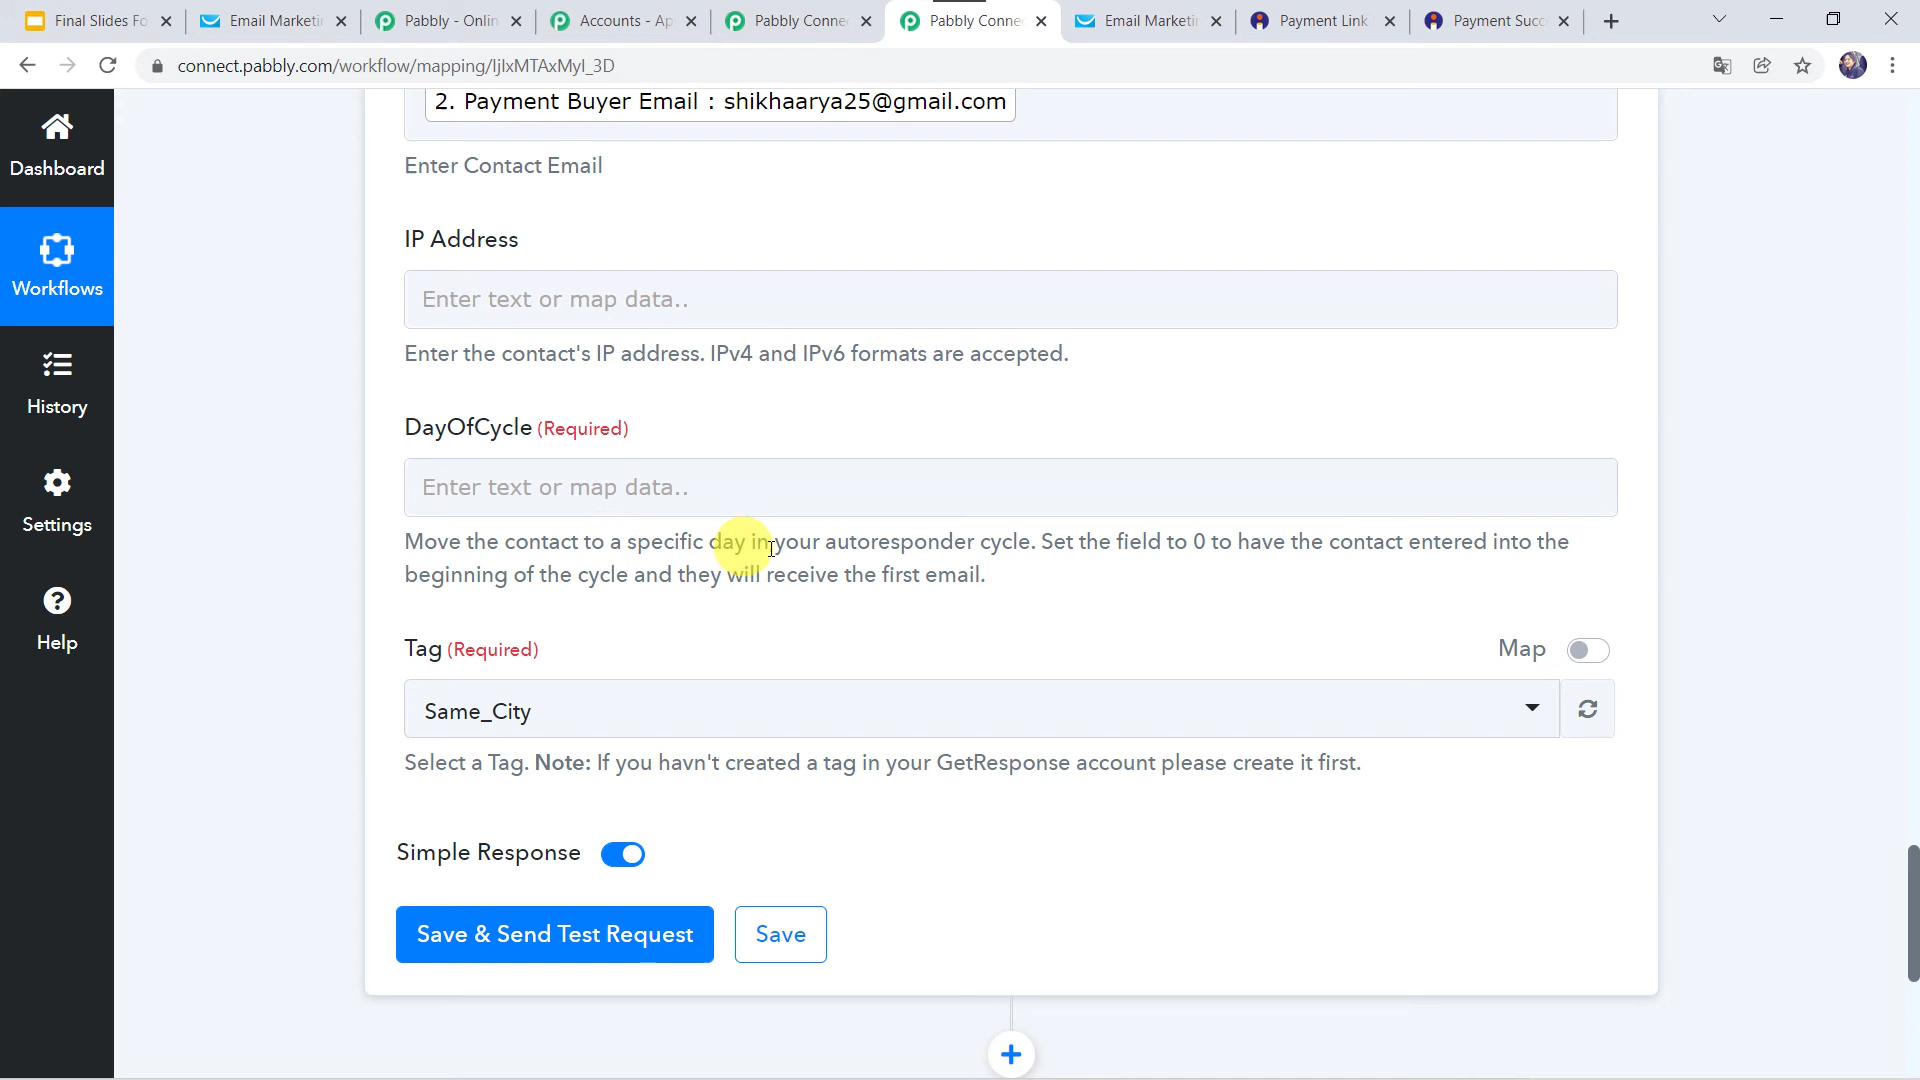 Final Slides Fo
Email Marketi
Pabbly - Onlin
Accounts - Ap
Pabbly Connec
Pabbly Connec
Email Marketi
Payment Link
Payment Succ
connect.pabbly.com/workflow/mapping/IjIxMTAxMyI_3D
Dashboard
Workflows
History
Settings
Help
2. Payment Buyer Email : shikhaarya25@gmail.com
Enter Contact Email
IP Address
Enter text or map data..
Enter the contact's IP address. IPv4 and IPv6 formats are accepted.
DayOfCycle (Required)
Enter text or map data..
Move the contact to a specific day in your autoresponder cycle. Set the field to 0 to have the contact entered into the
beginning of the cycle and they will receive the first email.
Tag (Required)
Map
Same_City
Select a Tag. Note: If you havn't created a tag in your GetResponse account please create it first.
Simple Response
Save & Send Test Request
Save